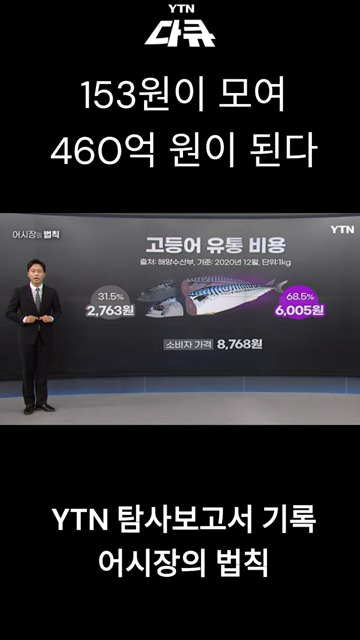 YTN
다큐
153원이 모여
460억 원이 된다
어시장의 법칙
YTN
고등어 유통 비용
출처: 해양수산부, 기준: 2020년 12월, 단위:1kg
31.5%
2,763원
68.5%
6,005원
소비자 가격 8,768원
YTN 탐사보고서 기록
어시장의 법칙